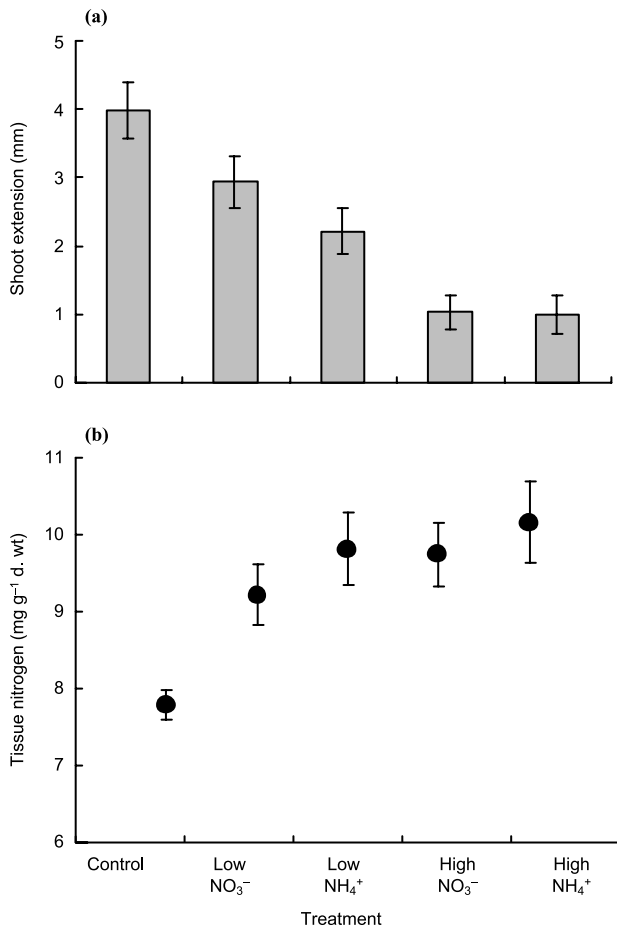 (a)
5
4
3
2
1
0
Shoot extension (mm)
(b)
11
10
9
8
7
6
Tissue nitrogen (mg g⁻¹ d. wt)
Control
Low NO₃⁻
Low NH₄⁺
High NO₃⁻
High NH₄⁺
Treatment